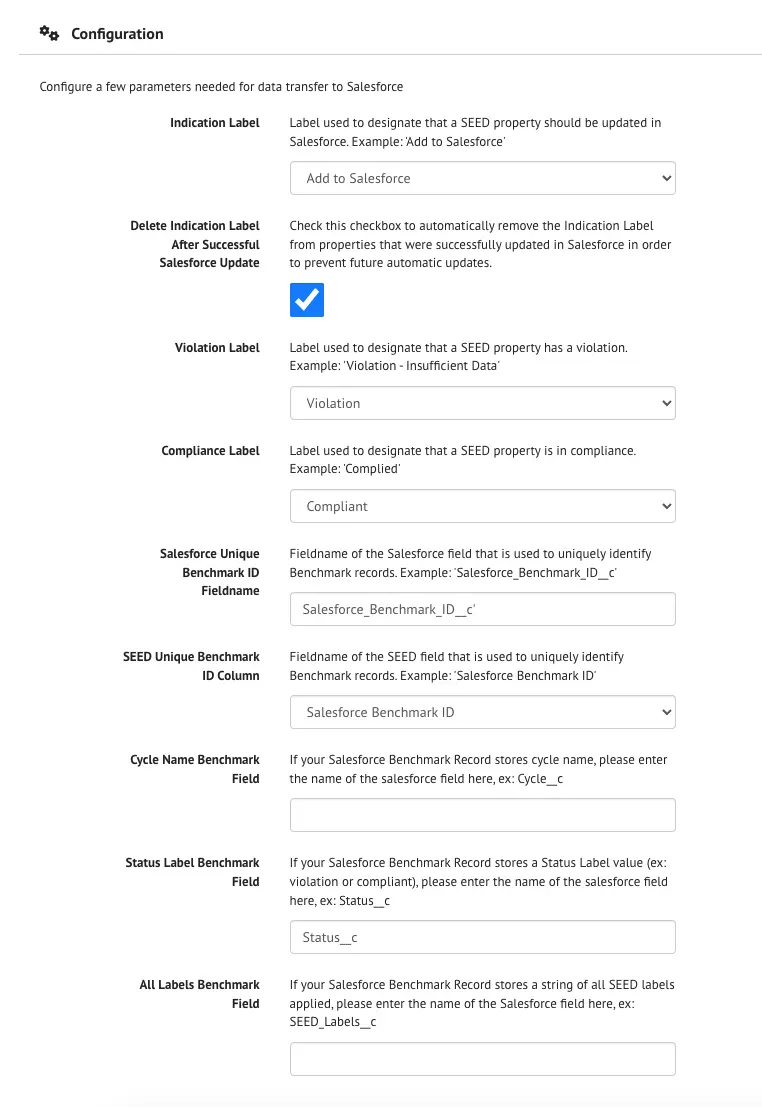 Configuration
Configure a few parameters needed for data transfer to Salesforce
Indication Label
Label used to designate that a SEED property should be updated in
Salesforce. Example: 'Add to Salesforce'
Add to Salesforce
Delete Indication Label
After Successful
Salesforce Update
Check this checkbox to automatically remove the Indication Label
from properties that were successfully updated in Salesforce in order
to prevent future automatic updates.
Violation Label
Label used to designate that a SEED property has a violation.
Example: 'Violation - Insufficient Data'
Violation
Compliance Label
Label used to designate that a SEED property is in compliance.
Example: 'Complied'
Compliant
Salesforce Unique
Benchmark ID
Fieldname
Fieldname of the Salesforce field that is used to uniquely identify
Benchmark records. Example: 'Salesforce_Benchmark_ID__c'
Salesforce_Benchmark_ID__c'
SEED Unique Benchmark
ID Column
Fieldname of the SEED field that is used to uniquely identify
Benchmark records. Example: 'Salesforce Benchmark ID'
Salesforce Benchmark ID
Cycle Name Benchmark
Field
If your Salesforce Benchmark Record stores cycle name, please enter
the name of the salesforce field here, ex: Cycle__c
Status Label Benchmark
Field
If your Salesforce Benchmark Record stores a Status Label value (ex:
violation or compliant), please enter the name of the salesforce field
here, ex: Status__c
Status__c
All Labels Benchmark
Field
If your Salesforce Benchmark Record stores a string of all SEED labels
applied, please enter the name of the Salesforce field here, ex:
SEED_Labels__c